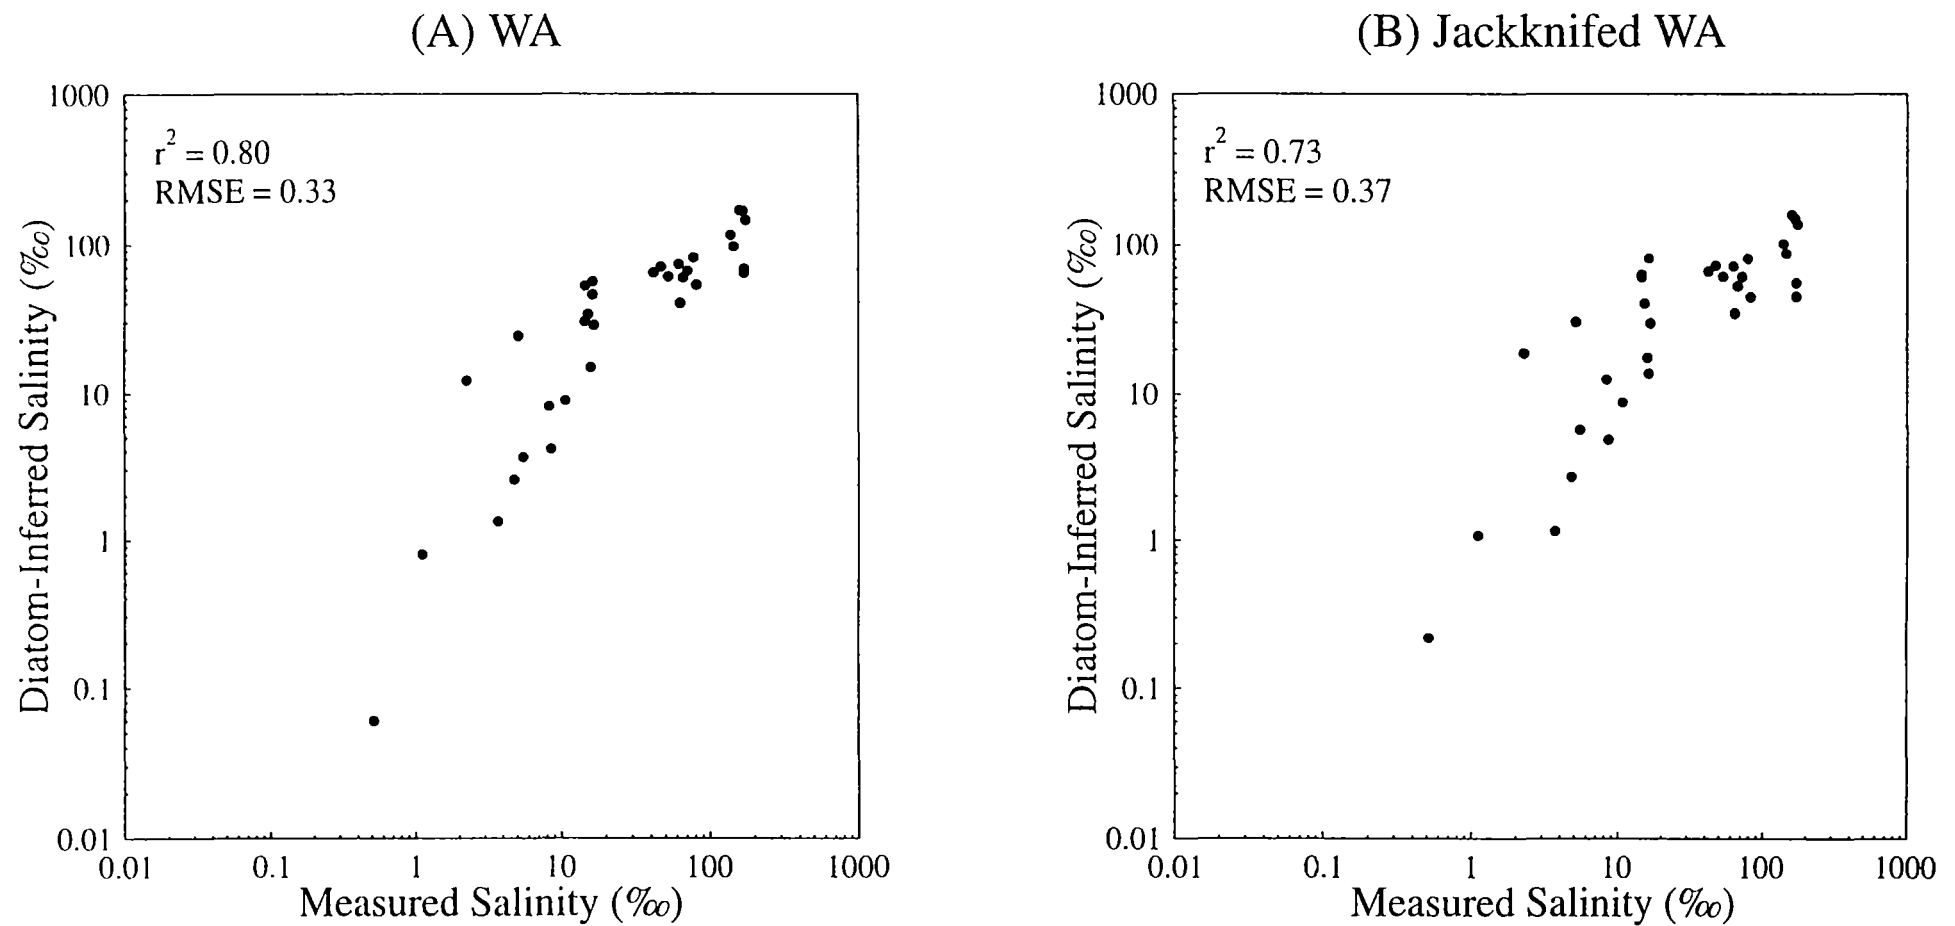 (A) WA
1000
100
10
1
0.1
0.01
r² = 0.80
RMSE = 0.33
Diatom-Inferred Salinity (‰)
0.01 0.1 1 10 100 1000
Measured Salinity (‰)
(B) Jackknifed WA
1000
100
10
1
0.1
0.01
r² = 0.73
RMSE = 0.37
Diatom-Inferred Salinity (‰)
0.01 0.1 1 10 100 1000
Measured Salinity (‰)